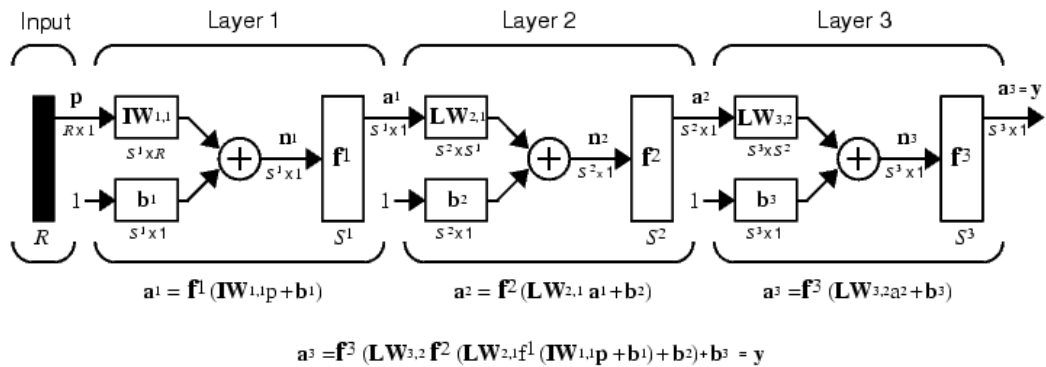 Input Layer 1 Layer 2 Layer 3
p a¹ a² a³ = y
IW₁,₁ LW₂,₁ LW₃,₂
R x 1 n₁ S¹ x 1 n₂ S² x 1 n₃ S³ x 1
S¹ x R f¹ S² x S¹ f² S³ x S² f³
S¹ x 1 S² x 1 S³ x 1
1 b₁ 1 b₂ 1 b₃
R S¹ x 1 S¹ S² x 1 S² S³ x 1 S³
a₁ = f¹ (IW₁,₁p + b₁) a₂ = f² (LW₂,₁ a₁ + b₂) a₃ = f³ (LW₃,₂a₂ + b₃)
a₃ = f³ (LW₃,₂ f² (LW₂,₁f¹ (IW₁,₁p + b₁) + b₂) + b₃ = y